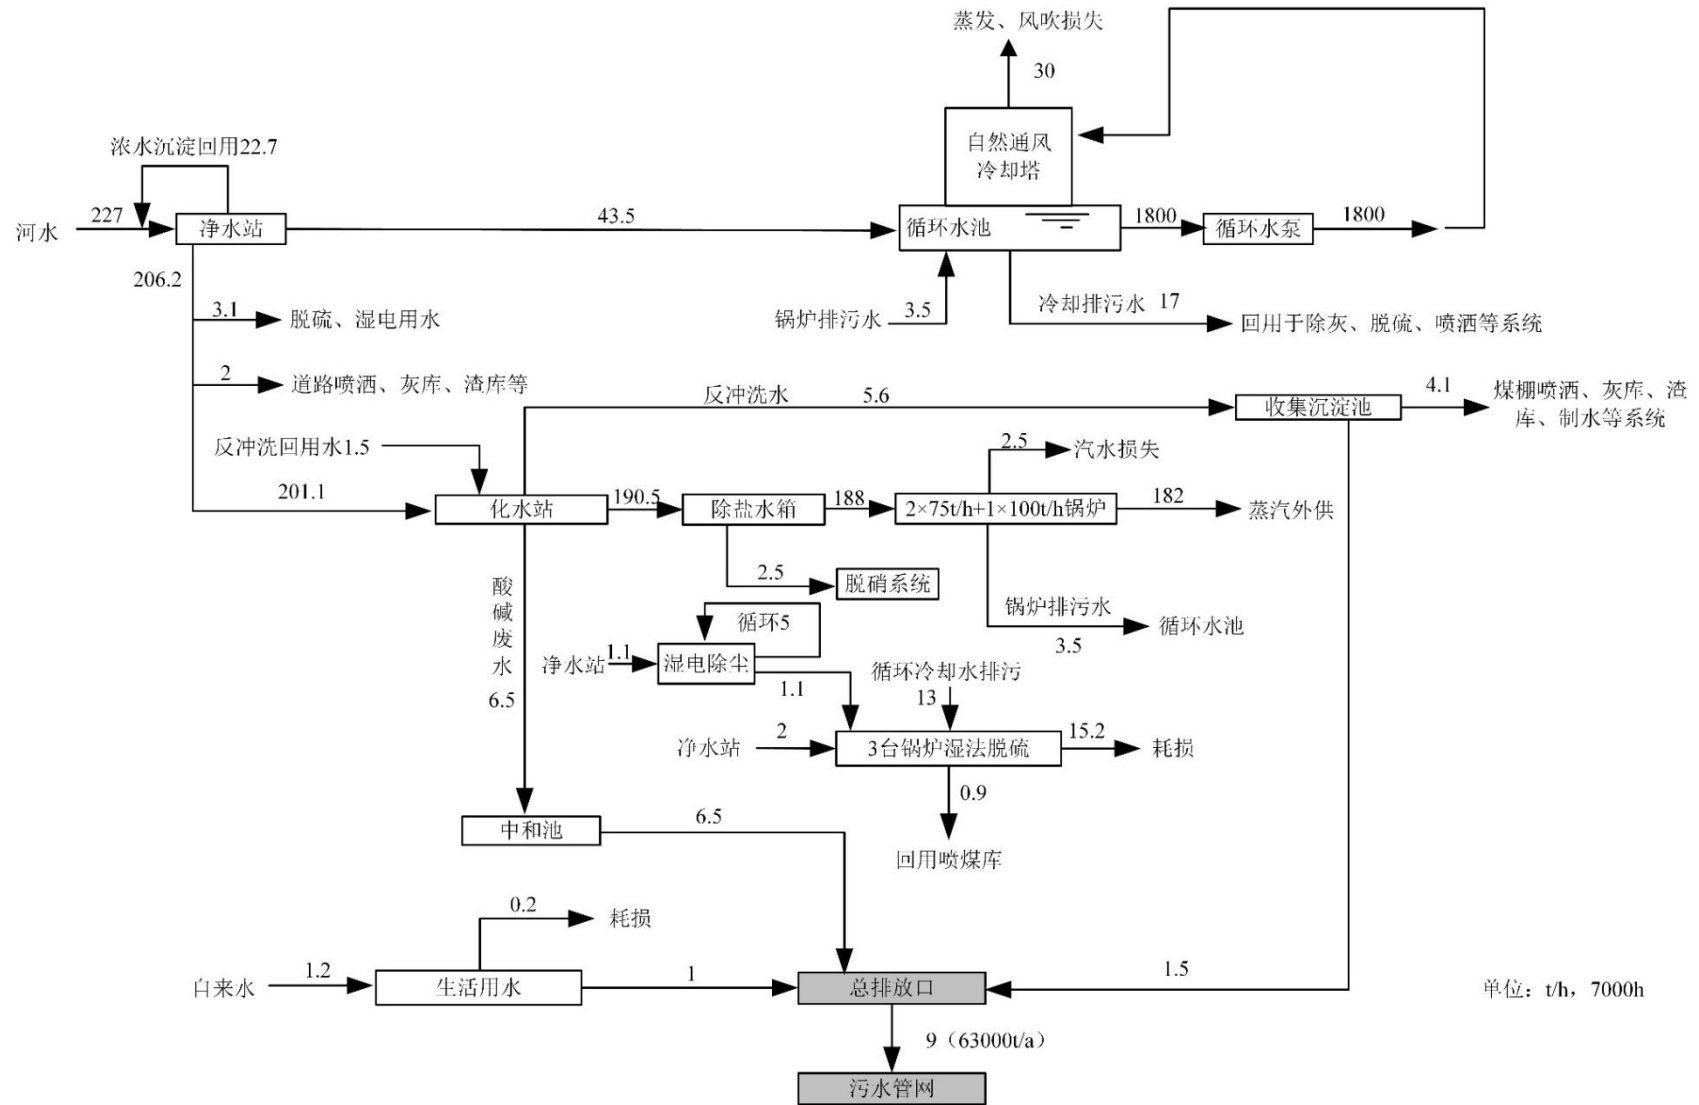 蒸发、风吹损失
30
自然通风
冷却塔
浓水沉淀回用22.7
河水
227
净水站
43.5
循环水池
1800
循环水泵
1800
206.2
3.1
脱硫、湿电用水
锅炉排污水
3.5
冷却排污水 17
回用于除灰、脱硫、喷洒等系统
2
道路喷洒、灰库、渣库等
反冲洗水
5.6
收集沉淀池
4.1
煤棚喷洒、灰库、渣
库、制水等系统
反冲洗回用水1.5
2.5
汽水损失
201.1
化水站
190.5
除盐水箱
188
2×75t/h+1×100t/h锅炉
182
蒸汽外供
酸
碱
废
水
6.5
2.5
脱硝系统
锅炉排污水
3.5
循环水池
循环5
净水站
1.1
湿电除尘
1.1
循环冷却水排污
13
净水站
2
3台锅炉湿法脱硫
15.2
耗损
0.9
回用喷煤库
中和池
6.5
0.2
耗损
自来水
1.2
生活用水
1
总排放口
1.5
单位：t/h，7000h
9（63000t/a）
污水管网